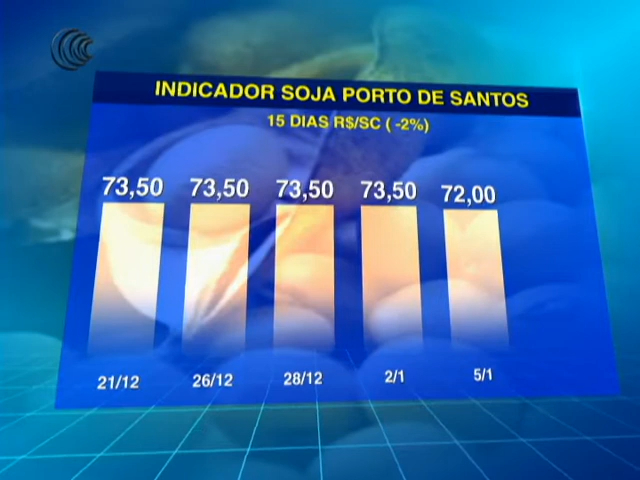 INDICADOR SOJA PORTO DE SANTOS
15 DIAS R$/SC ( -2%)
73,50 73,50 73,50 73,50 72,00
21/12 26/12 28/12 2/1 5/1